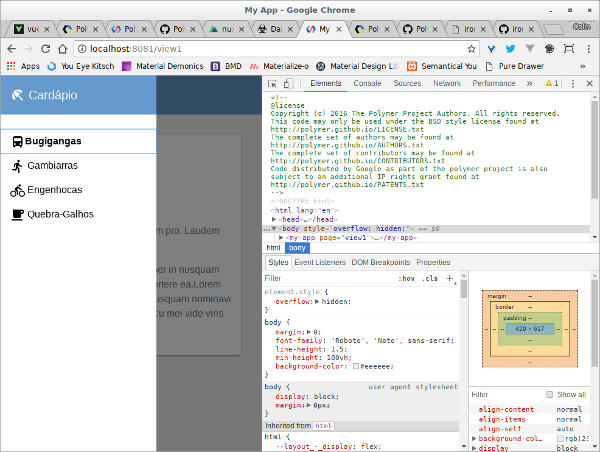 My App - Google Chrome
vue
Pol
Pol
Pol
nu:
Dar
My
Pol
Pol
iror
iror
Calin
localhost:8081/view1
Apps
You Eye Kitsch
Material Demonics
BMD
Materialize-o
Material Design Lit
Semantical You
Pure Drawer
»
Cardápio
Bugigangas
Gambiarras
Engenhocas
Quebra-Galhos
m pro. Laudem
per in nusquam
ortere ea.Lorem
usquam nominavi
Cu mei vide viris
Elements
Console
Sources
Network
Performance
»
1
<!--
@license
Copyright (c) 2016 The Polymer Project Authors. All rights reserved.
This code may only be used under the BSD style license found at
http://polymer.github.io/LICENSE.txt
The complete set of authors may be found at
http://polymer.github.io/AUTHORS.txt
The complete set of contributors may be found at
http://polymer.github.io/CONTRIBUTORS.txt
Code distributed by Google as part of the polymer project is also
subject to an additional IP rights grant found at
http://polymer.github.io/PATENTS.txt
-->
<!DOCTYPE html>
<html lang="en">
<head>…</head>
<body style="overflow: hidden;"> == $0
<my-app page="view1">…</my-app>
html
body
Styles
Event Listeners
DOM Breakpoints
Properties
Filter
:hov
.cls
+
element.style {
overflow: hidden;
}
body {
margin: 0;
font-family: 'Roboto', 'Noto', sans-serif;
line-height: 1.5;
min-height: 100vh;
background-color: #eeeeee;
}
body {
user agent stylesheet
display: block;
margin: 8px;
}
Inherited from html
html {
--layout_-_display: flex;
margin
border
padding
429 × 617
Filter
Show all
align-content
normal
align-items
normal
align-self
auto
background-col…
rgb(23
display
block